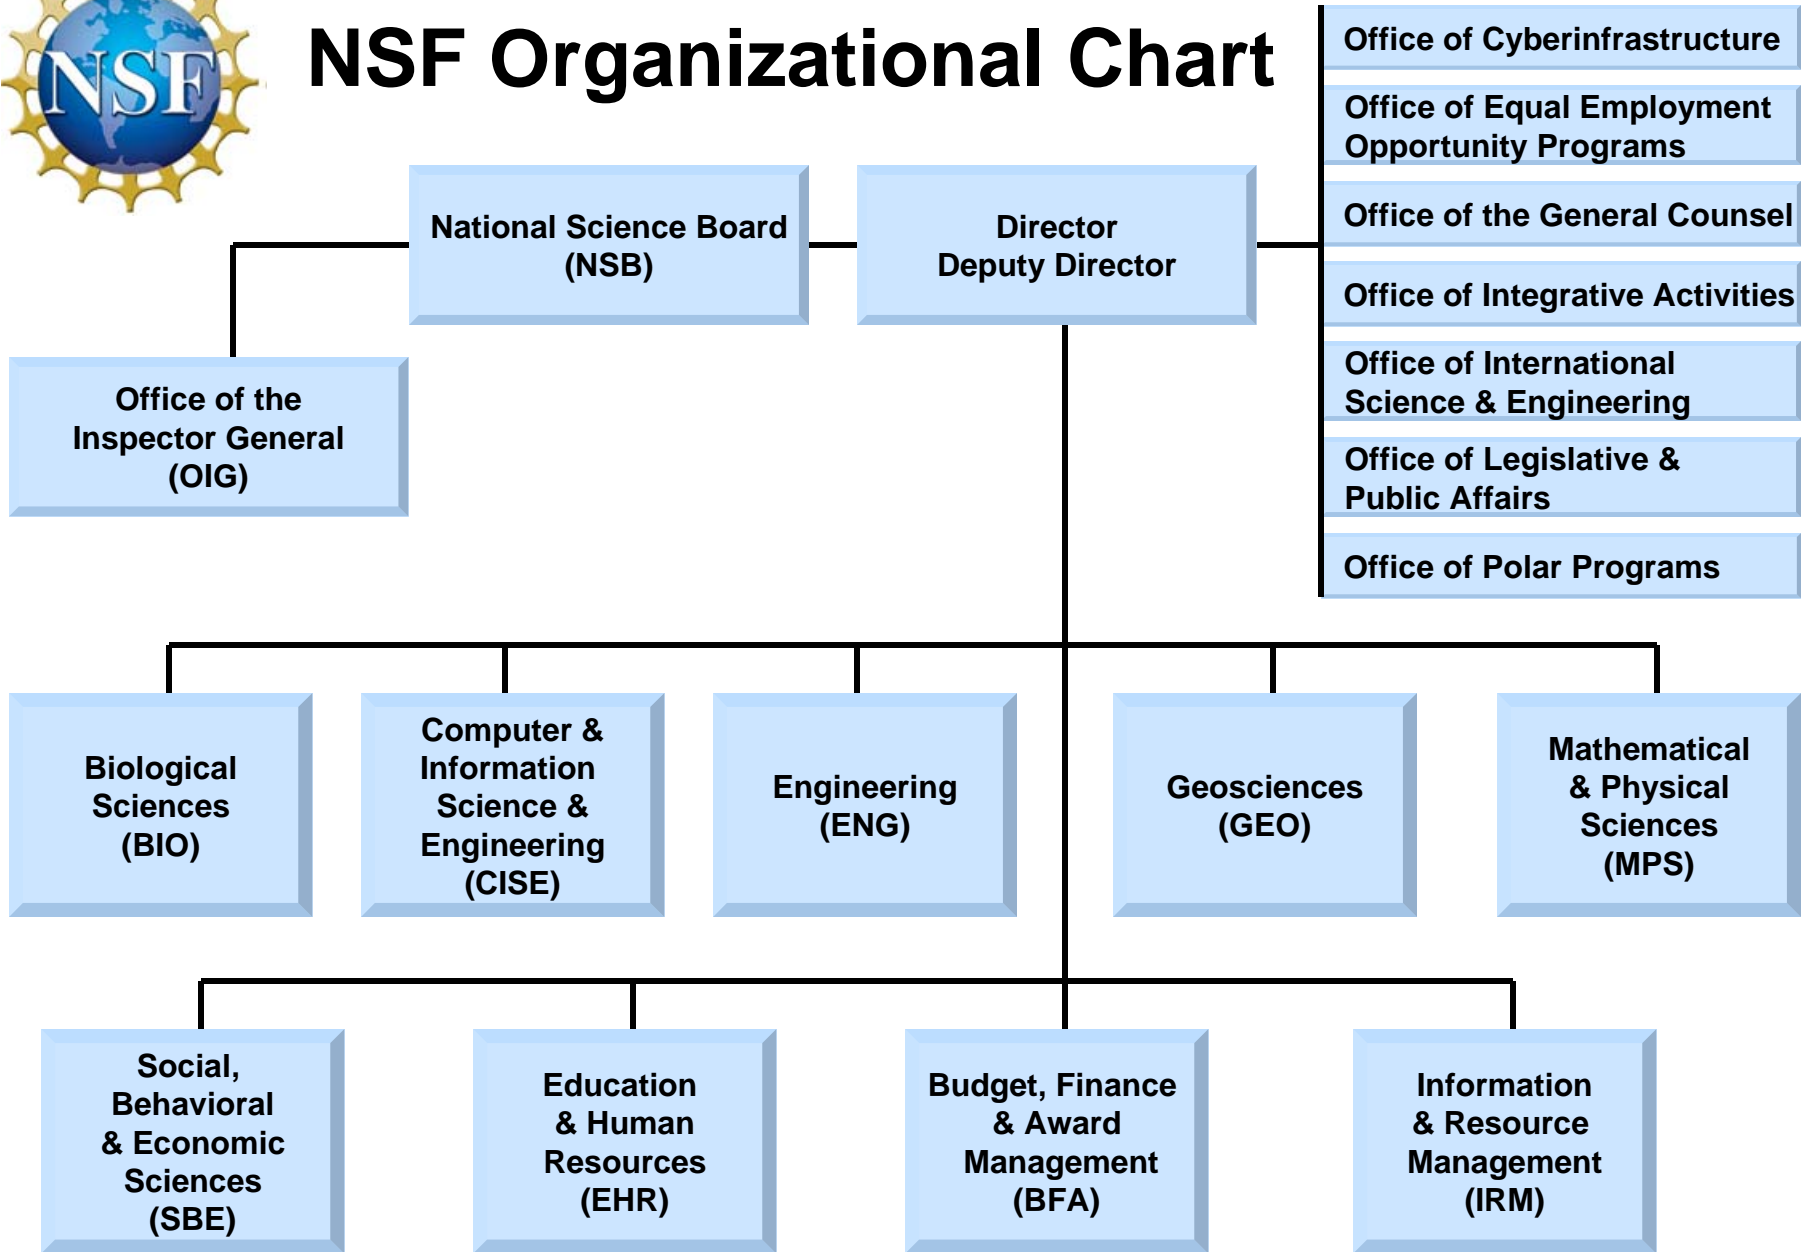 NSF
NSF Organizational Chart
Office of Cyberinfrastructure
Office of Equal Employment
Opportunity Programs
Office of the General Counsel
Office of Integrative Activities
Office of International
Science & Engineering
Office of Legislative &
Public Affairs
Office of Polar Programs
National Science Board
(NSB)
Director
Deputy Director
Office of the
Inspector General
(OIG)
Biological
Sciences
(BIO)
Computer &
Information
Science &
Engineering
(CISE)
Engineering
(ENG)
Geosciences
(GEO)
Mathematical
& Physical
Sciences
(MPS)
Social,
Behavioral
& Economic
Sciences
(SBE)
Education
& Human
Resources
(EHR)
Budget, Finance
& Award
Management
(BFA)
Information
& Resource
Management
(IRM)